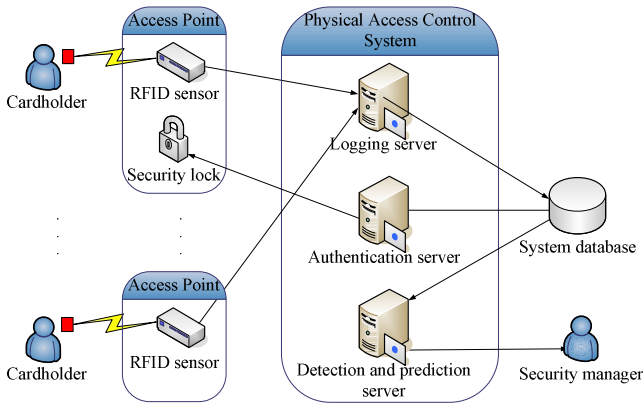 Access Point
Physical Access Control
System
Cardholder
RFID sensor
Logging server
Security lock
System database
Authentication server
Access Point
Cardholder
RFID sensor
Detection and prediction
server
Security manager